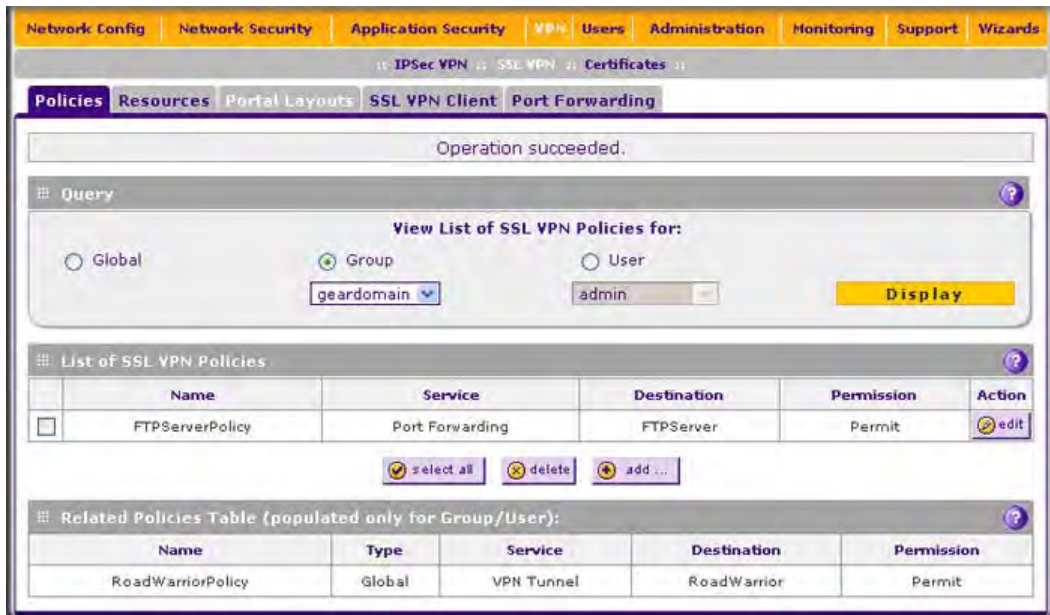 Network Config Network Security Application Security VPN Users Administration Monitoring Support Wizards
:: IPSec VPN :: SSL VPN :: Certificates ::
Policies Resources Portal Layouts SSL VPN Client Port Forwarding
Operation succeeded.
Query ?
View List of SSL VPN Policies for:
Global Group User
geardomain admin Display
List of SSL VPN Policies ?
Name Service Destination Permission Action
FTPServerPolicy Port Forwarding FTPServer Permit edit
select all delete add ...
Related Policies Table (populated only for Group/User): ?
Name Type Service Destination Permission
RoadWarriorPolicy Global VPN Tunnel RoadWarrior Permit